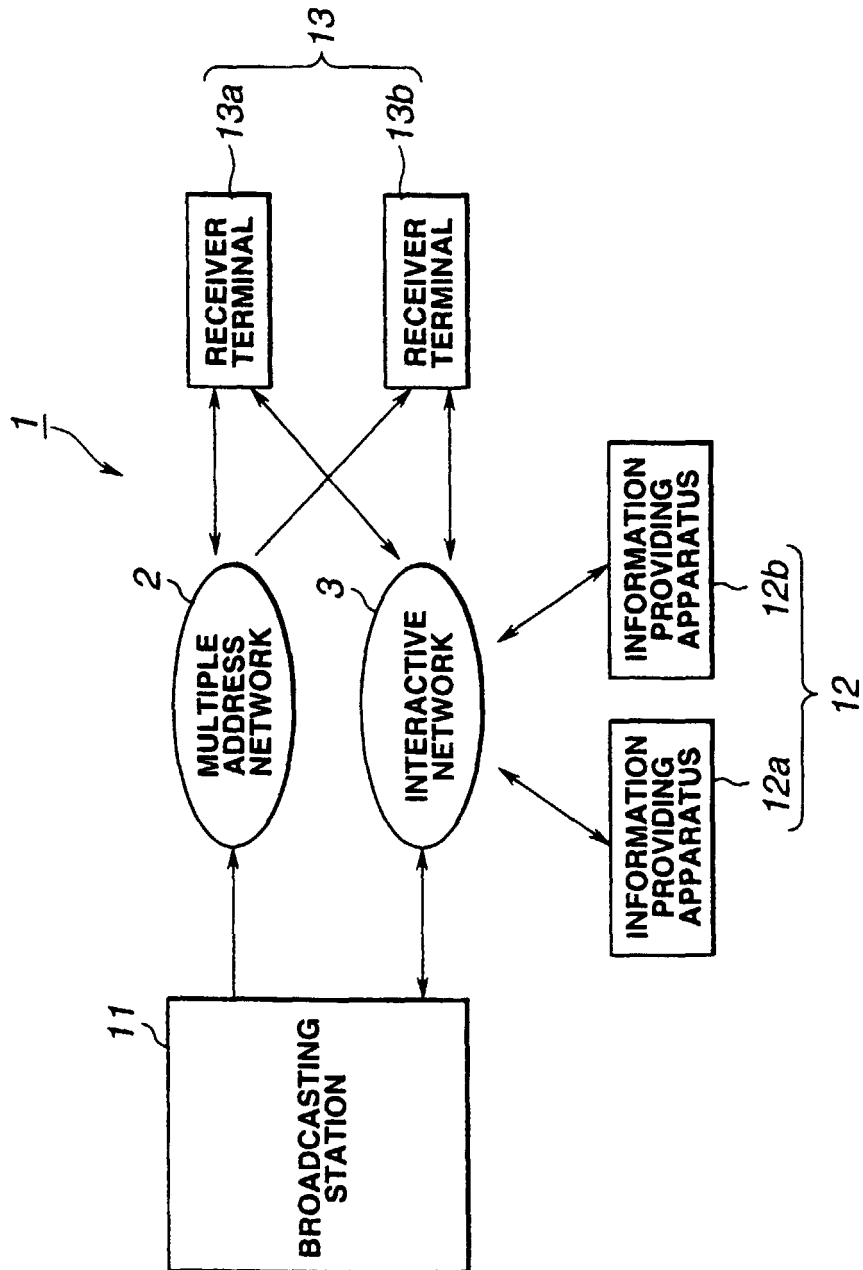 1
11
BROADCASTING
STATION
2
MULTIPLE
ADDRESS
NETWORK
3
INTERACTIVE
NETWORK
RECEIVER
TERMINAL
13a
RECEIVER
TERMINAL
13b
13
INFORMATION
PROVIDING
APPARATUS
12a
INFORMATION
PROVIDING
APPARATUS
12b
12